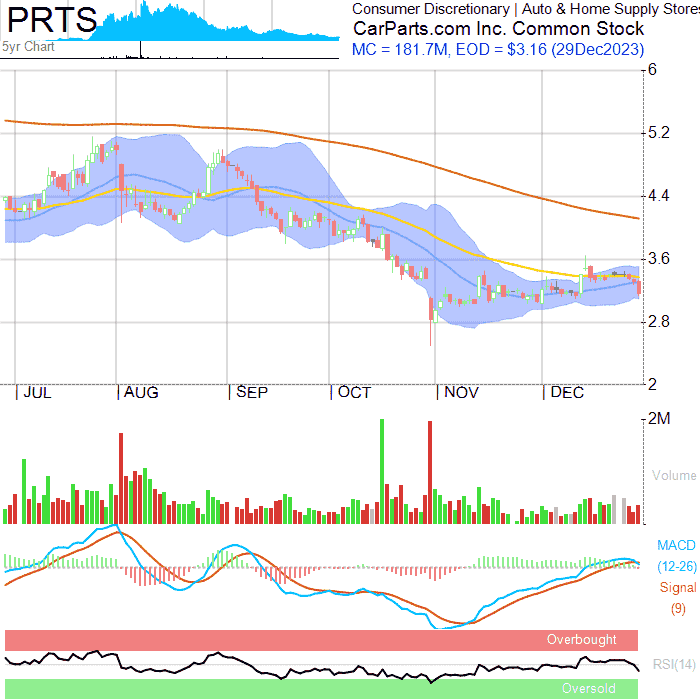 PRTS
5yr Chart
Consumer Discretionary | Auto & Home Supply Stores
CarParts.com Inc. Common Stock
MC = 181.7M, EOD = $3.16 (29Dec2023)
6
5.2
4.4
3.6
2.8
2
| JUL | AUG | SEP | OCT | NOV | DEC
2M
Volume
MACD
(12-26)
Signal
(9)
Overbought
RSI(14)
Oversold